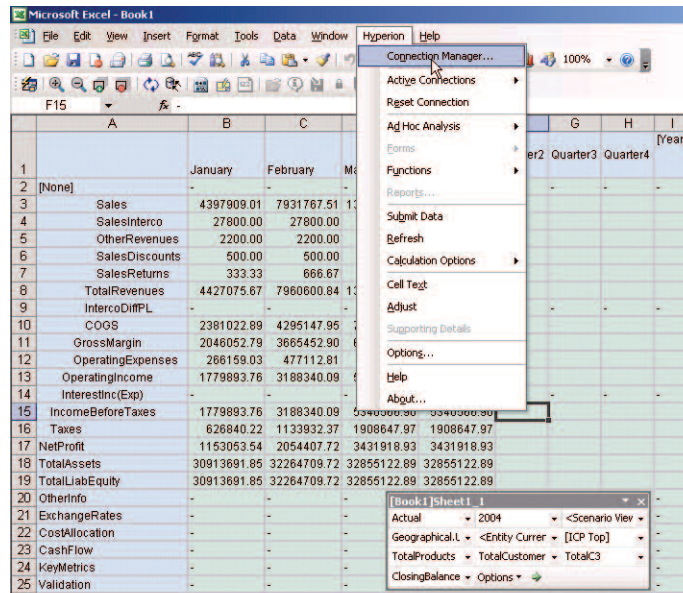 Microsoft Excel - Book1
File Edit View Insert Format Tools Data Window Hyperion Help
100%
F15 fx -
Connection Manager...
Active Connections
Reset Connection
Ad Hoc Analysis
Forms
Functions
Reports...
Submit Data
Refresh
Calculation Options
Cell Text
Adjust
Supporting Details
Options...
Help
About...
A B C G H I
1 January February er2 Quarter3 Quarter4 [Year
2 [None] - - - -
3 Sales 4397909.01 7931767.51
4 SalesInterco 27800.00 27800.00
5 OtherRevenues 2200.00 2200.00
6 SalesDiscounts 500.00 500.00
7 SalesReturns 333.33 666.67
8 TotalRevenues 4427075.67 7960600.84
9 IntercoDiffPL - - - - - -
10 COGS 2381022.89 4295147.95
11 GrossMargin 2046052.79 3665452.90
12 OperatingExpenses 266159.03 477112.81
13 OperatingIncome 1779893.76 3188340.09
14 InterestInc(Exp) - - - - - -
15 IncomeBeforeTaxes 1779893.76 3188340.09 5340566.90 5340566.90
16 Taxes 626840.22 1133932.37 1908647.97 1908647.97
17 NetProfit 1153053.54 2054407.72 3431918.93 3431918.93
18 TotalAssets 30913691.85 32264709.72 32855122.89 32855122.89
19 TotalLiabEquity 30913691.85 32264709.72 32855122.89 32855122.89
20 OtherInfo - - - -
21 ExchangeRates - - - -
22 CostAllocation - - - -
23 CashFlow - - - -
24 KeyMetrics - - - -
25 Validation - - - -
[Book1]Sheet1_1
Actual 2004 <Scenario View
Geographical.L <Entity Currer [ICP Top]
TotalProducts TotalCustomer TotalC3
ClosingBalance Options